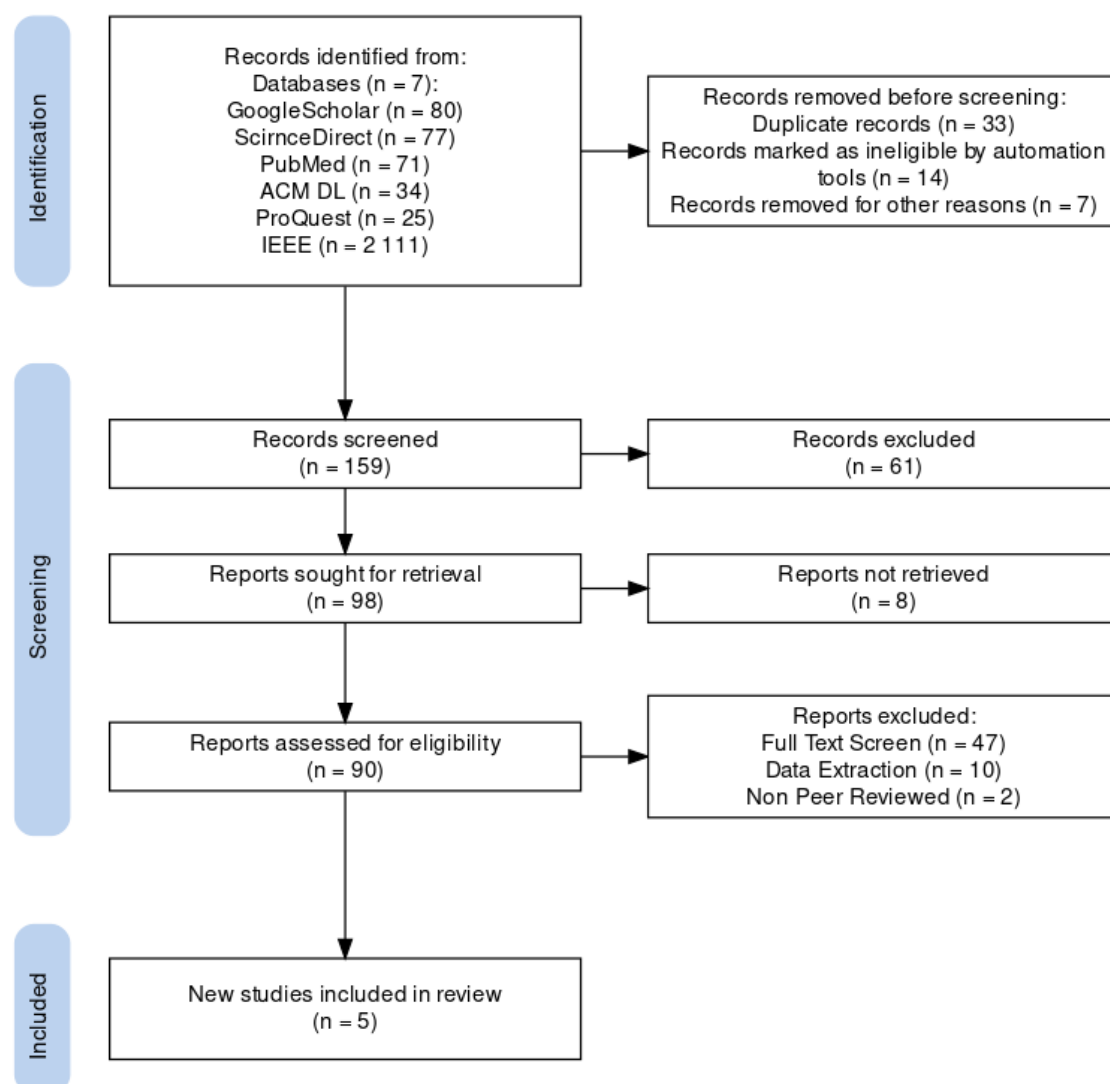 Identification
Records identified from:
Databases (n = 7):
GoogleScholar (n = 80)
ScirnceDirect (n = 77)
PubMed (n = 71)
ACM DL (n = 34)
ProQuest (n = 25)
IEEE (n = 2 111)
Records removed before screening:
Duplicate records (n = 33)
Records marked as ineligible by automation
tools (n = 14)
Records removed for other reasons (n = 7)
Screening
Records screened
(n = 159)
Records excluded
(n = 61)
Reports sought for retrieval
(n = 98)
Reports not retrieved
(n = 8)
Reports assessed for eligibility
(n = 90)
Reports excluded:
Full Text Screen (n = 47)
Data Extraction (n = 10)
Non Peer Reviewed (n = 2)
Included
New studies included in review
(n = 5)